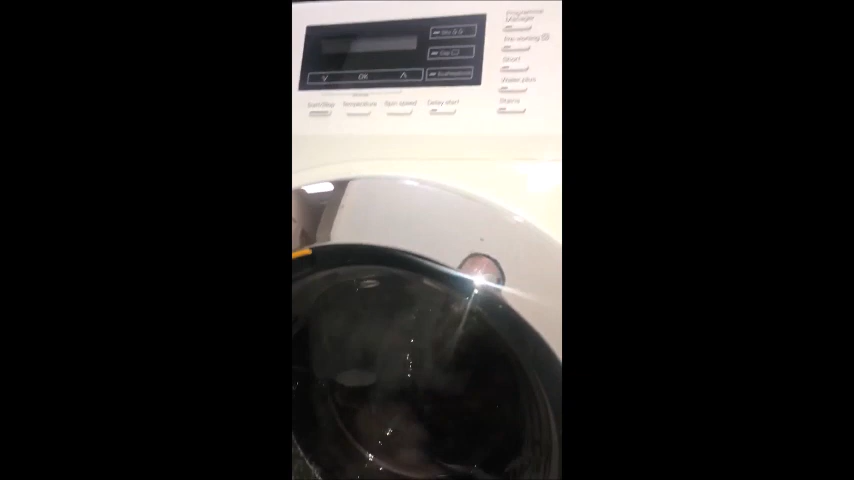 Programme
Manager
Pre-ironing
Short
Water plus
Stains
OK
Start/Stop Temperature Spin speed Delay start